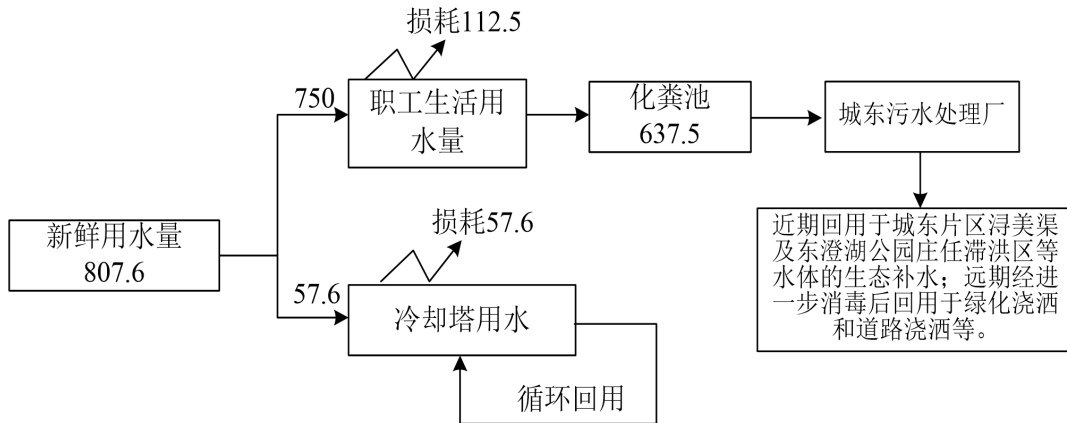 损耗112.5
750
职工生活用
水量
化粪池
637.5
城东污水处理厂
新鲜用水量
807.6
损耗57.6
57.6
冷却塔用水
循环回用
近期回用于城东片区浔美渠
及东澄湖公园庄任滞洪区等
水体的生态补水；远期经进
一步消毒后回用于绿化浇洒
和道路浇洒等。